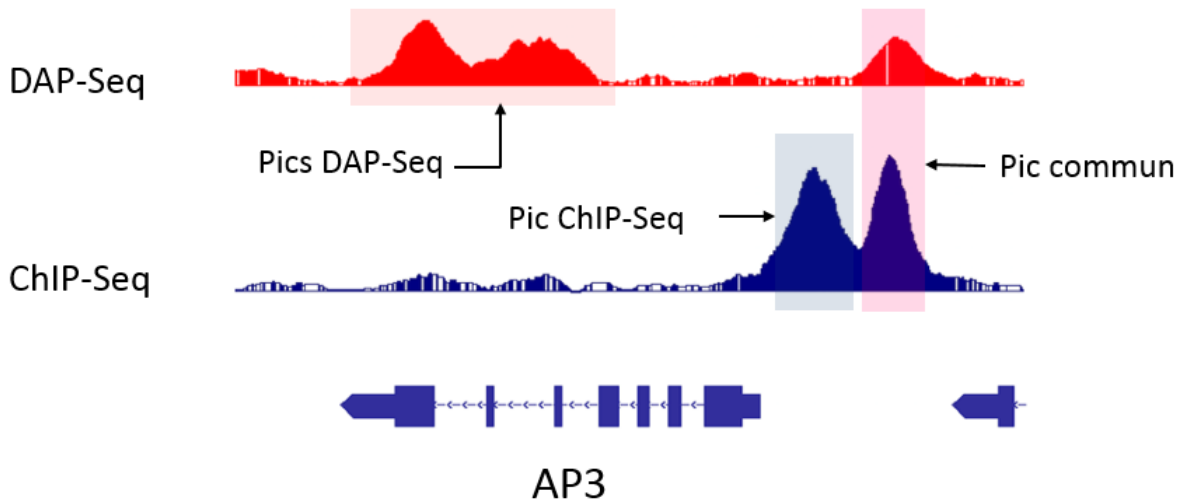 DAP-Seq
Pics DAP-Seq
Pic commun
Pic ChIP-Seq
ChIP-Seq
AP3